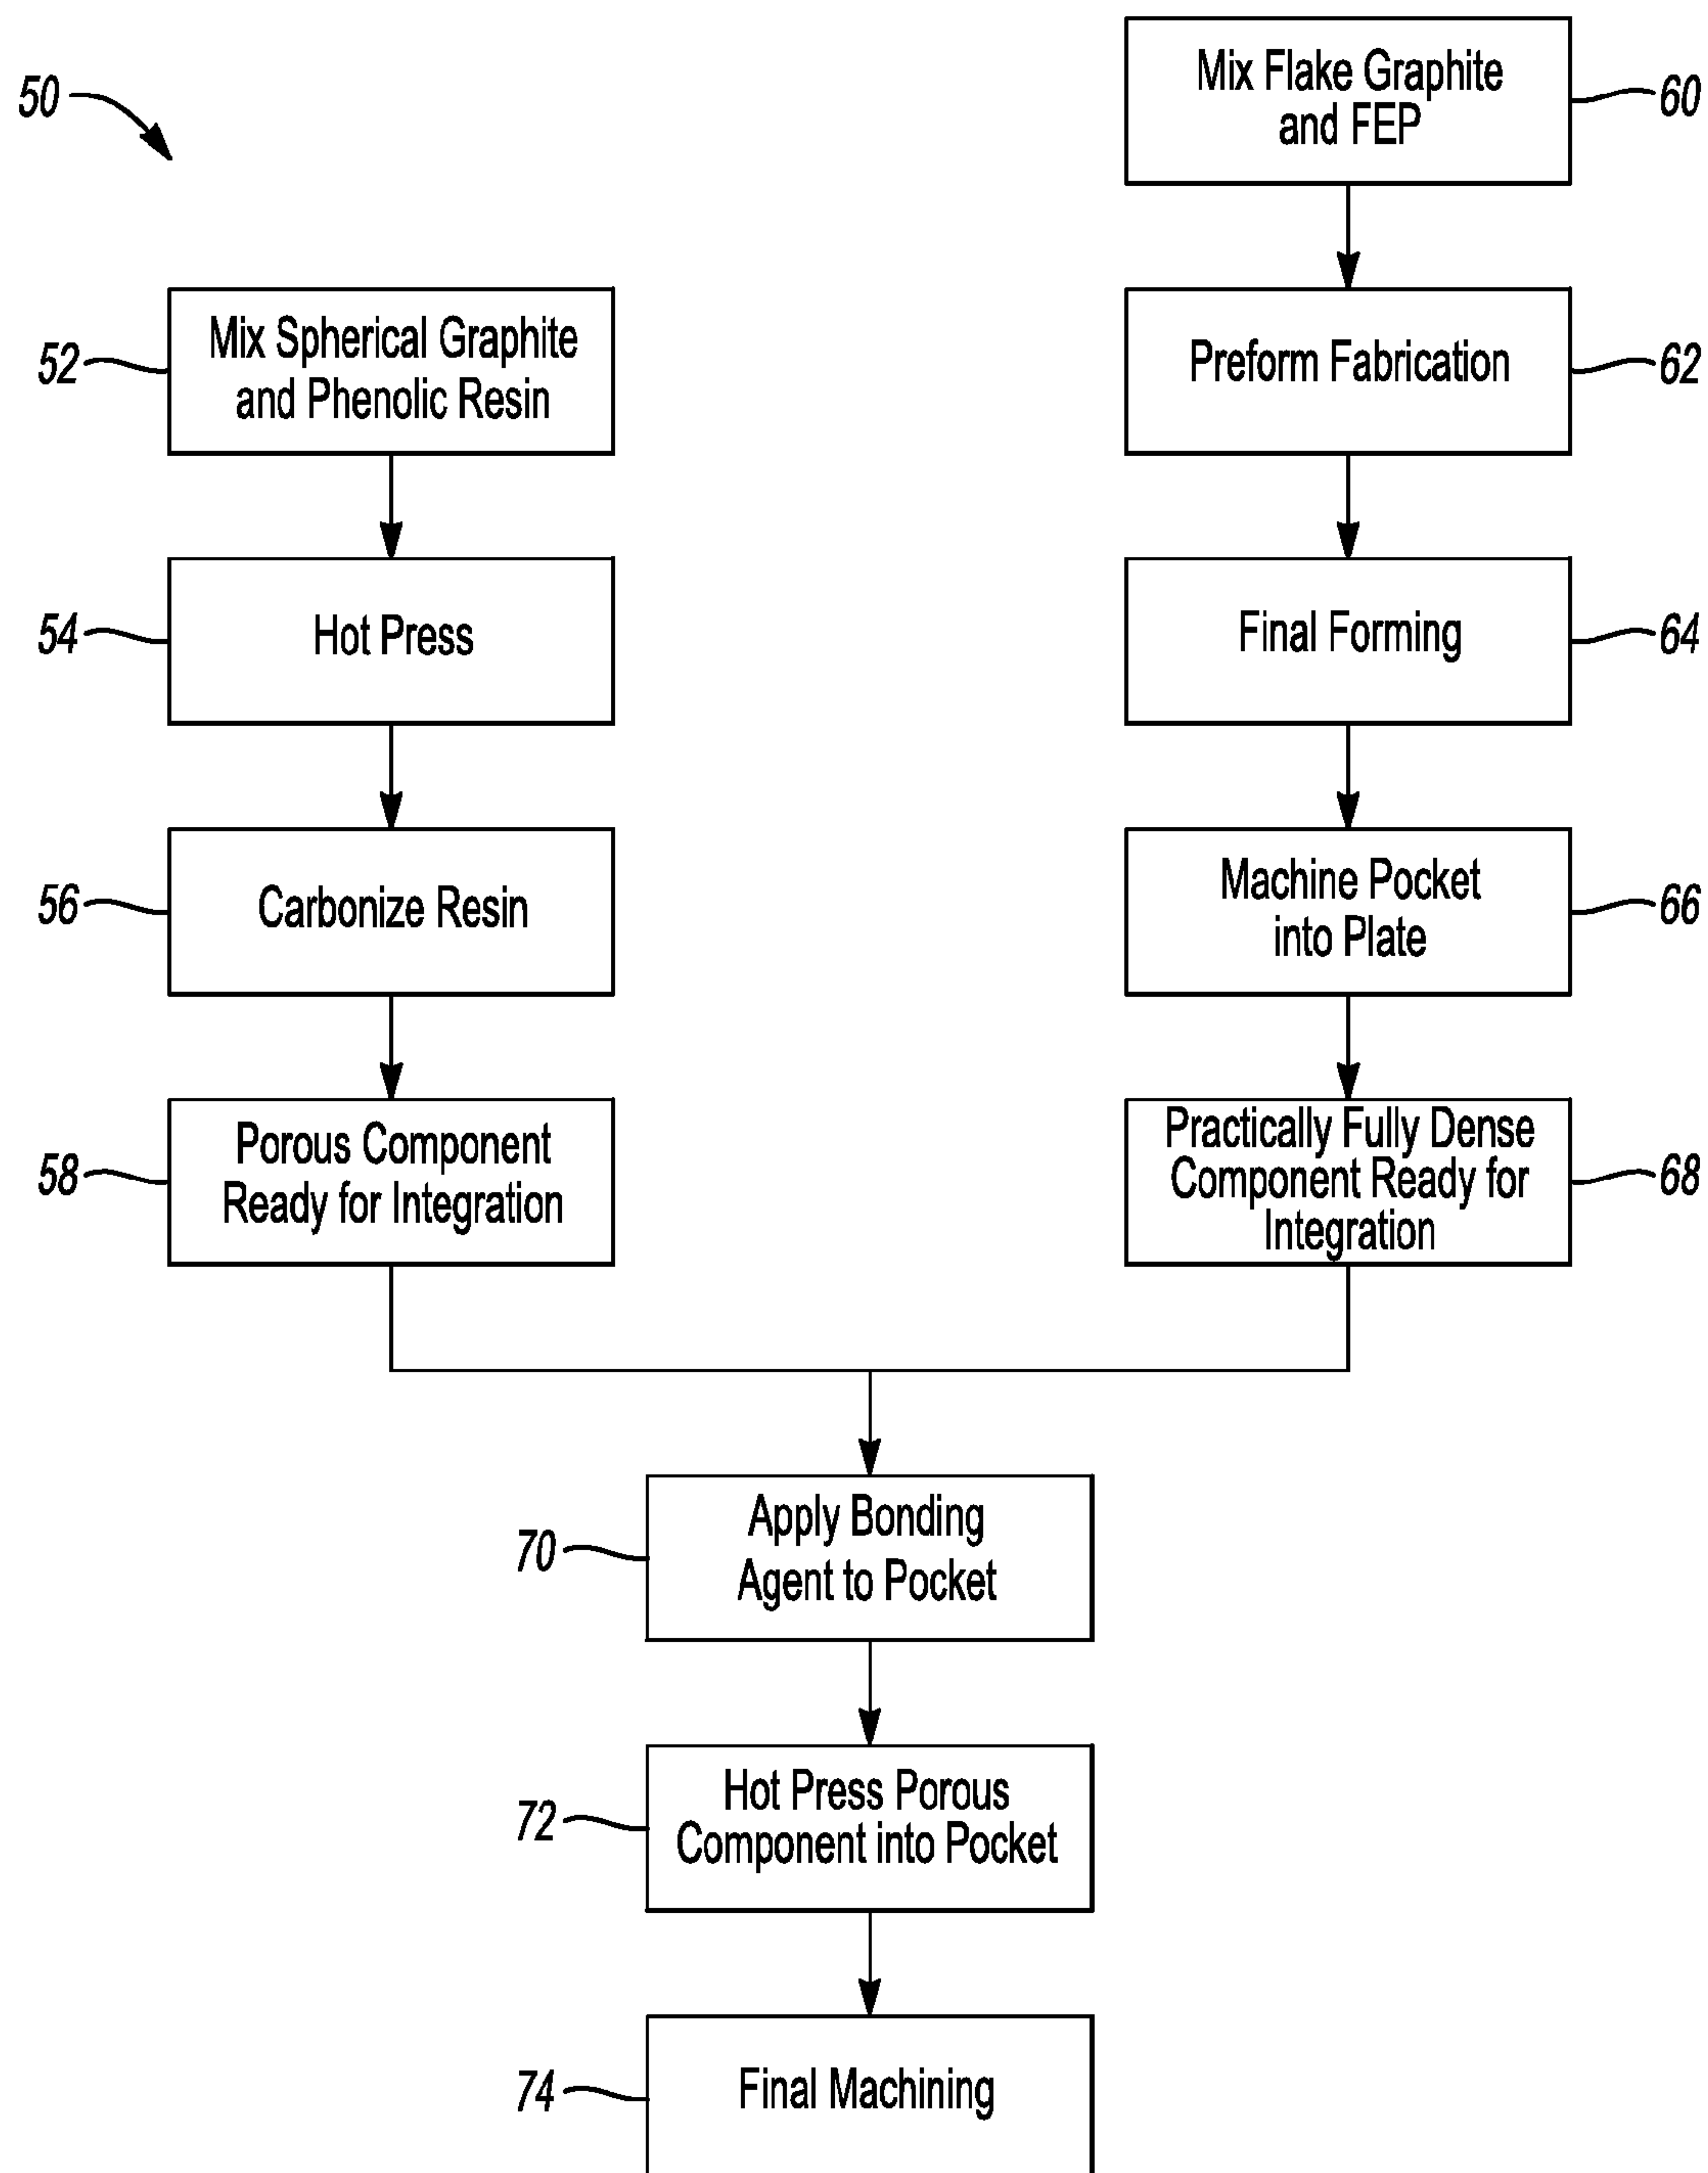 50
52
Mix Spherical Graphite
and Phenolic Resin
54
Hot Press
56
Carbonize Resin
58
Porous Component
Ready for Integration
Mix Flake Graphite
and FEP
60
Preform Fabrication
62
Final Forming
64
Machine Pocket
into Plate
66
Practically Fully Dense
Component Ready for
Integration
68
70
Apply Bonding
Agent to Pocket
72
Hot Press Porous
Component into Pocket
74
Final Machining